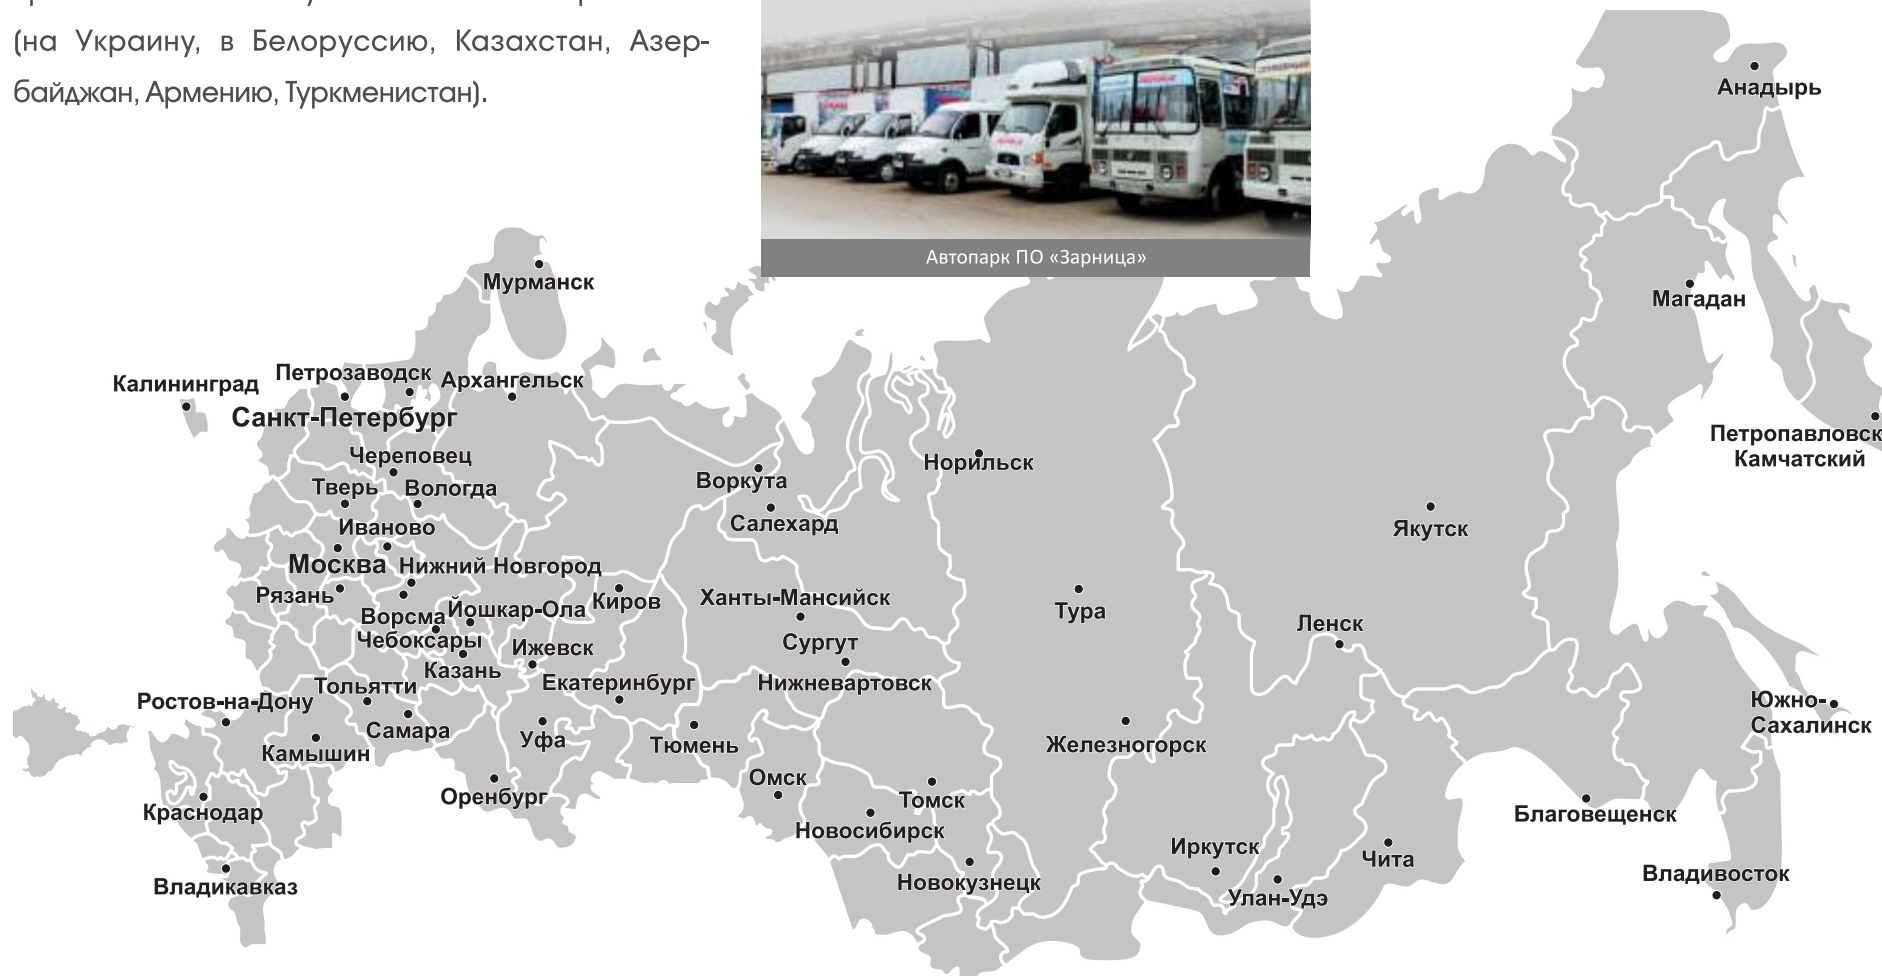 (на Украину, в Белоруссию, Казахстан, Азер-
байджан, Армению, Туркменистан).
Автопарк ПО «Зарница»
Анадырь
Мурманск
Магадан
Калининград
Петрозаводск
Архангельск
Санкт-Петербург
Петропавловск
Камчатский
Череповец
Норильск
Воркута
Тверь
Вологда
Салехард
Иваново
Якутск
Москва
Нижний Новгород
Рязань
Ворсма
Йошкар-Ола
Киров
Ханты-Мансийск
Тура
Ленск
Чебоксары
Сургут
Ижевск
Казань
Екатеринбург
Нижневартовск
Тольятти
Ростов-на-Дону
Южно-
Сахалинск
Самара
Уфа
Тюмень
Железногорск
Камышин
Омск
Оренбург
Томск
Краснодар
Новосибирск
Благовещенск
Иркутск
Чита
Владивосток
Новокузнецк
Владикавказ
Улан-Удэ